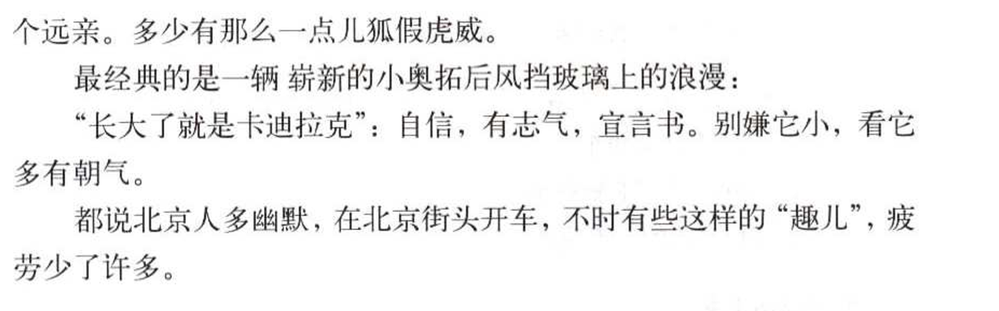 个远亲。多少有那么一点儿狐假虎威。
最经典的是一辆 崭新的小奥拓后风挡玻璃上的浪漫：
“长大了就是卡迪拉克”：自信，有志气，宣言书。别嫌它小，看它
多有朝气。
都说北京人多幽默，在北京街头开车，不时有些这样的“趣儿”，疲
劳少了许多。